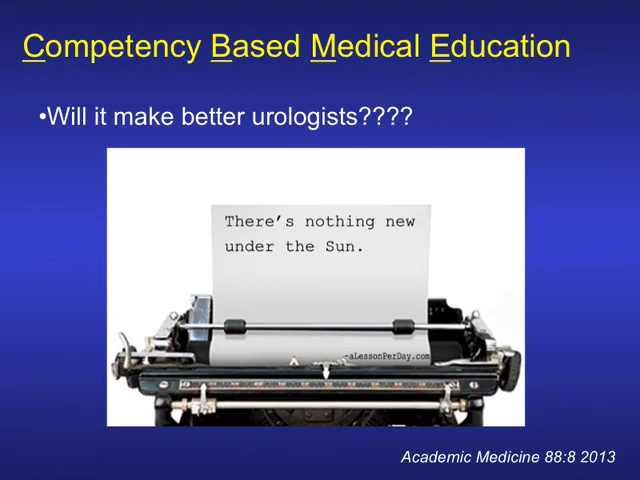 Competency Based Medical Education
•Will it make better urologists????
There's nothing new
under the Sun.
-aLessonPerDay.com
Academic Medicine 88:8 2013